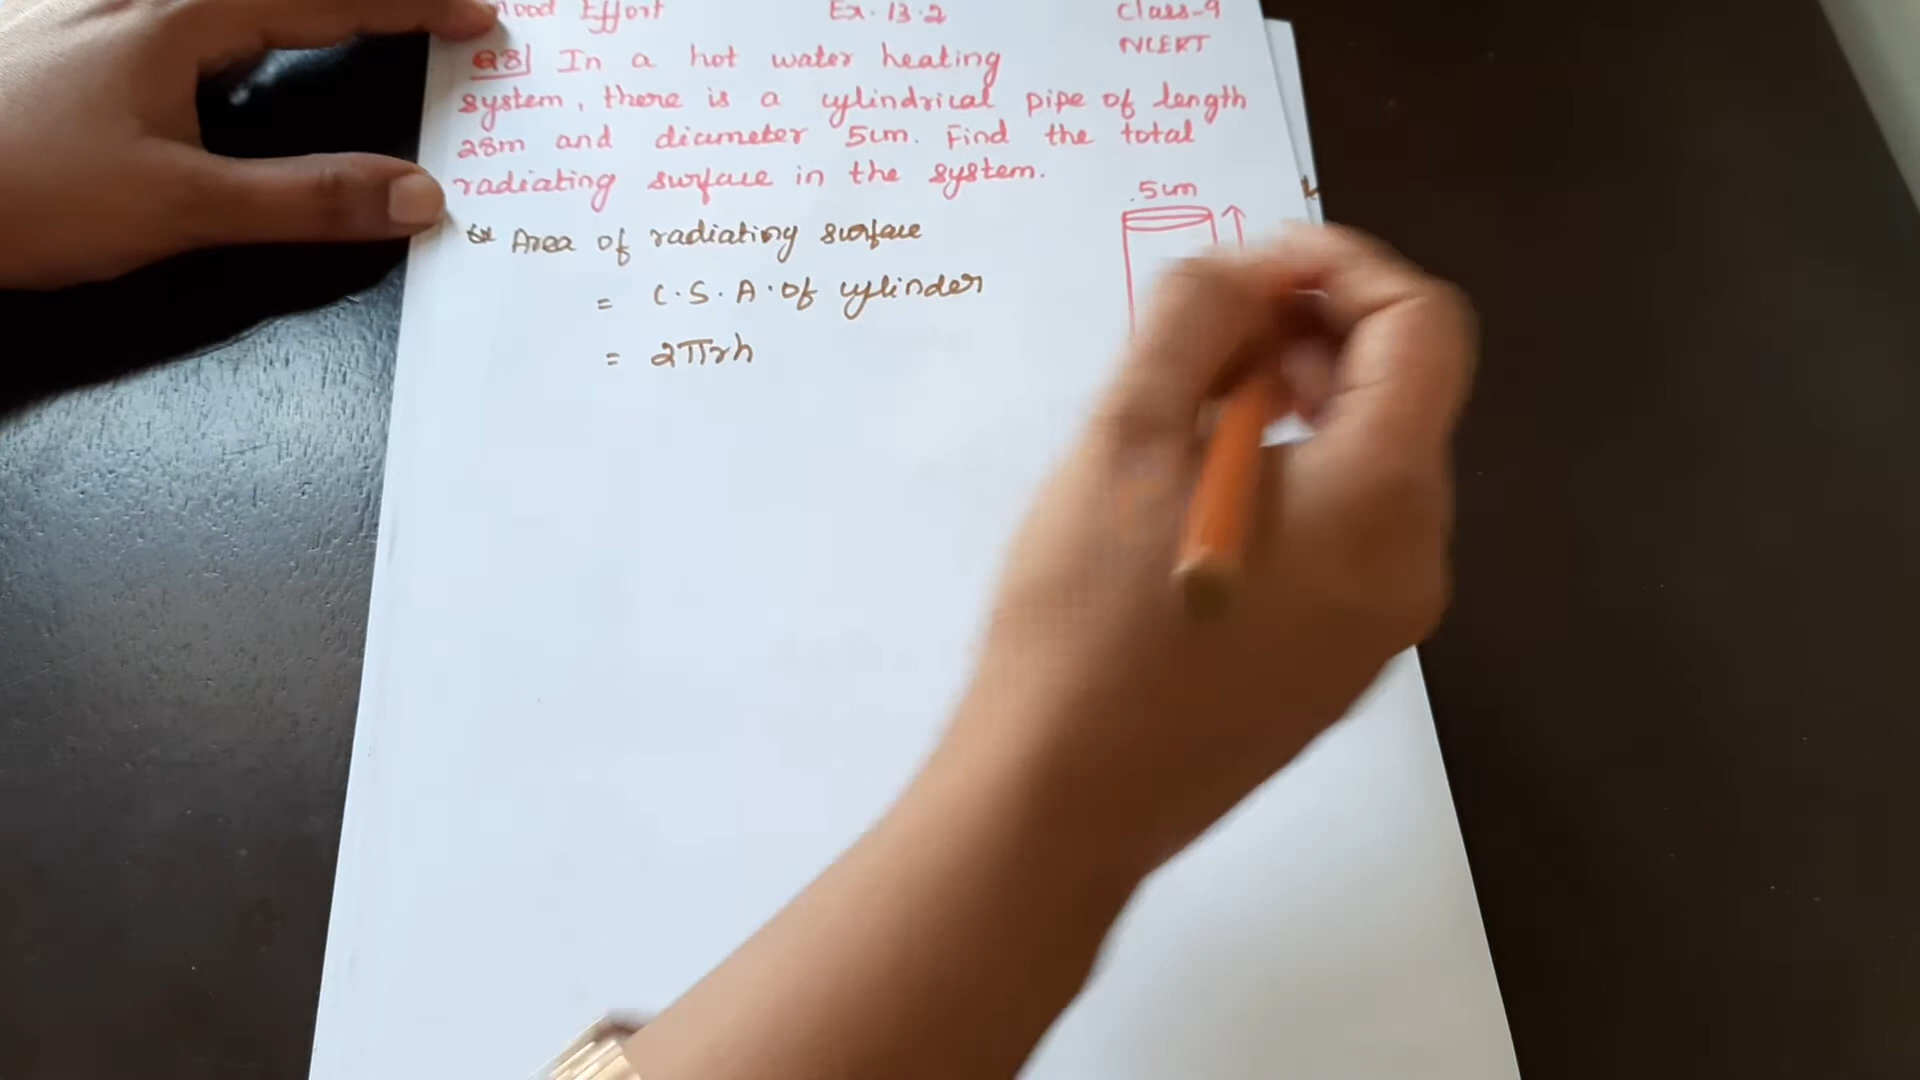 Effort Ex. 13.2 Class-9
NCERT
Q8| In a hot water heating
system, there is a cylindrical pipe of length
28m and diameter 5cm. Find the total
radiating surface in the system.
5cm
Area of radiating surface
= C.S.A. of cylinder
= 2πrh